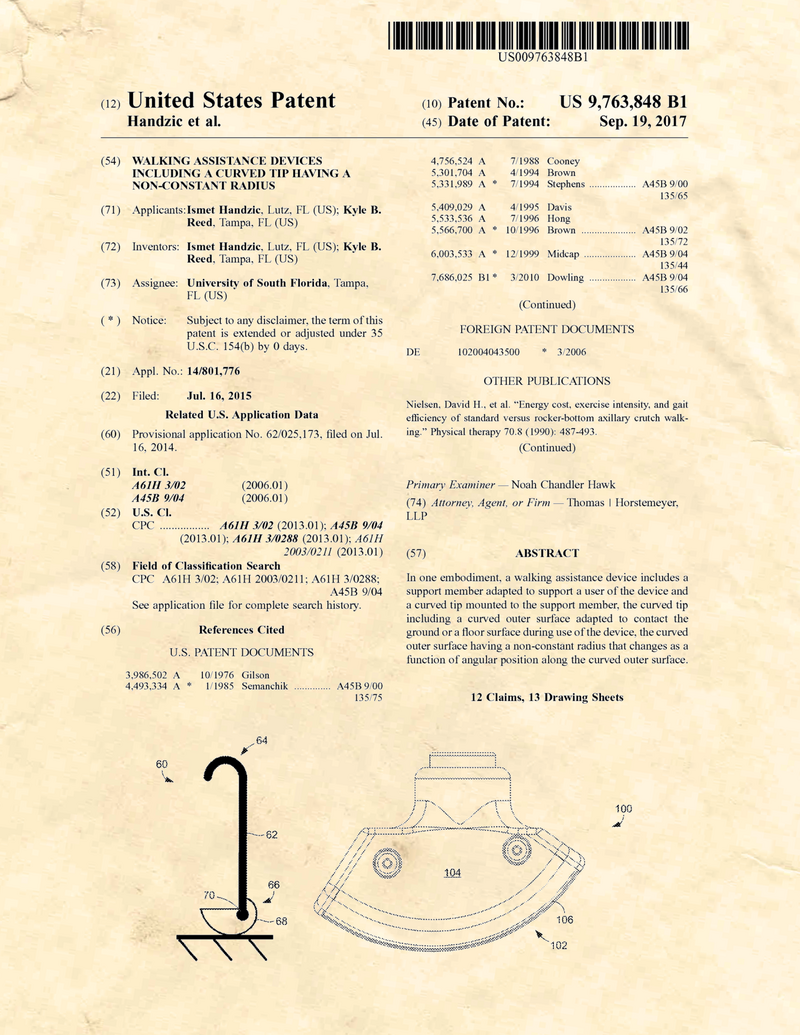 US009763848B1
(12) United States Patent
Handzic et al.
(10) Patent No.: US 9,763,848 B1
(45) Date of Patent: Sep. 19, 2017
(54) WALKING ASSISTANCE DEVICES
INCLUDING A CURVED TIP HAVING A
NON-CONSTANT RADIUS
(71) Applicants: Ismet Handzic, Lutz, FL (US); Kyle B.
Reed, Tampa, FL (US)
(72) Inventors: Ismet Handzic, Lutz, FL (US); Kyle B.
Reed, Tampa, FL (US)
(73) Assignee: University of South Florida, Tampa,
FL (US)
( * ) Notice: Subject to any disclaimer, the term of this
patent is extended or adjusted under 35
U.S.C. 154(b) by 0 days.
(21) Appl. No.: 14/801,776
(22) Filed: Jul. 16, 2015
Related U.S. Application Data
(60) Provisional application No. 62/025,173, filed on Jul.
16, 2014.
(51) Int. Cl.
A61H 3/02 (2006.01)
A45B 9/04 (2006.01)
(52) U.S. Cl.
CPC ................. A61H 3/02 (2013.01); A45B 9/04
(2013.01); A61H 3/0288 (2013.01); A61H
2003/0211 (2013.01)
(58) Field of Classification Search
CPC A61H 3/02; A61H 2003/0211; A61H 3/0288;
A45B 9/04
See application file for complete search history.
(56) References Cited
U.S. PATENT DOCUMENTS
3,986,502 A 10/1976 Gilson
4,493,334 A * 1/1985 Semanchik .............. A45B 9/00
135/75
4,756,524 A 7/1988 Cooney
5,301,704 A 4/1994 Brown
5,331,989 A * 7/1994 Stephens ................. A45B 9/00
135/65
5,409,029 A 4/1995 Davis
5,533,536 A 7/1996 Hong
5,566,700 A * 10/1996 Brown .................... A45B 9/02
135/72
6,003,533 A * 12/1999 Midcap ................... A45B 9/04
135/44
7,686,025 B1 * 3/2010 Dowling ................. A45B 9/04
135/66
(Continued)
FOREIGN PATENT DOCUMENTS
DE 102004043500 * 3/2006
OTHER PUBLICATIONS
Nielsen, David H., et al. “Energy cost, exercise intensity, and gait
efficiency of standard versus rocker-bottom axillary crutch walk-
ing.” Physical therapy 70.8 (1990): 487-493.
(Continued)
Primary Examiner — Noah Chandler Hawk
(74) Attorney, Agent, or Firm — Thomas | Horstemeyer,
LLP
(57) ABSTRACT
In one embodiment, a walking assistance device includes a
support member adapted to support a user of the device and
a curved tip mounted to the support member, the curved tip
including a curved outer surface adapted to contact the
ground or a floor surface during use of the device, the curved
outer surface having a non-constant radius that changes as a
function of angular position along the curved outer surface.
12 Claims, 13 Drawing Sheets
64
60
62
70
66
68
100
104
106
102